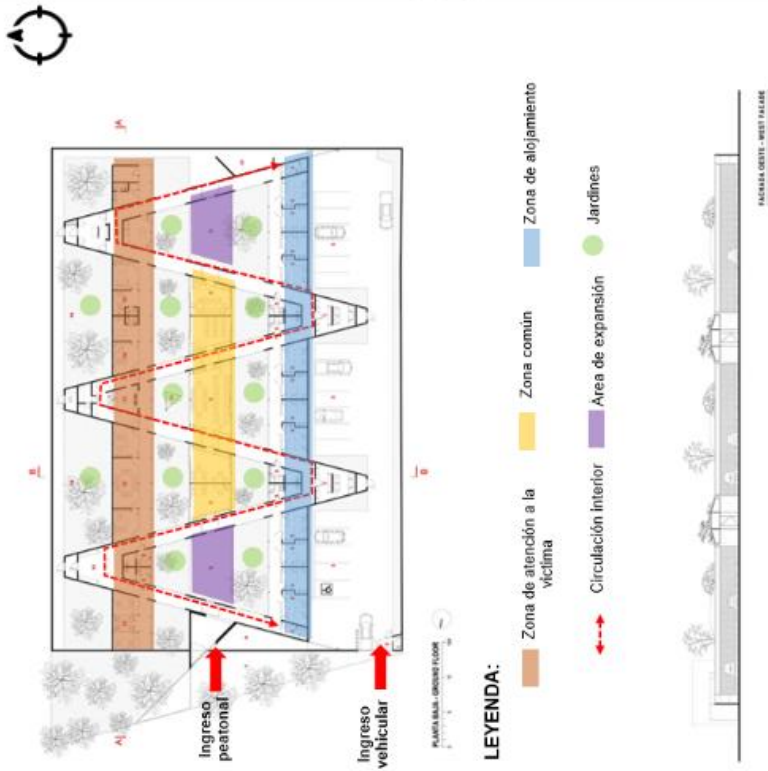 B
A'
A
Ingreso
peatonal
Ingreso
vehicular
B
PLANTA BAJA - GROUND FLOOR
LEYENDA:
Zona de atención a la
víctima
Zona común
Zona de alojamiento
Circulación interior
Área de expansión
Jardines
FACHADA OESTE - WEST FACADE